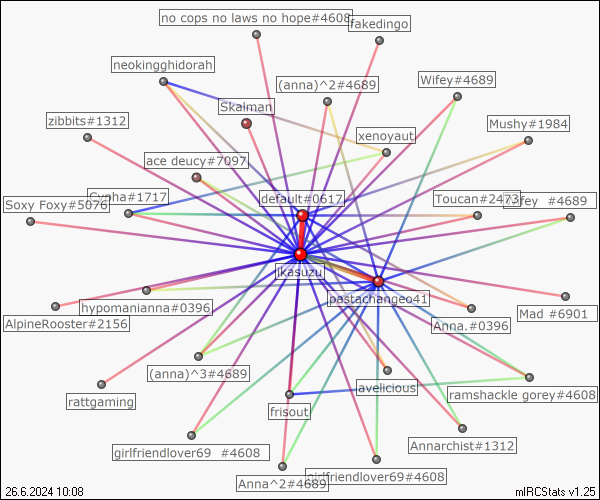 no cops no laws no hope#4608
fakedingo
neokingghidorah
(anna)^2#4689
Wifey#4689
Skalman
zibbits#1312
Mushy#1984
xenoyaut
ace deucy#7097
Cypha#1717
default#0617
Toucan#2473
Wifey #4689
Soxy Foxy#5076
ikasuzu
pastachangeo41
hypomanianna#0396
Mad #6901
AlpineRooster#2156
Anna.#0396
(anna)^3#4689
avelicious
ramshackle gorey#4608
rattgaming
frisout
girlfriendlover69 #4608
Annarchist#1312
girlfriendlover69#4608
Anna^2#4689
26.6.2024 10:08
mIRCStats v1.25